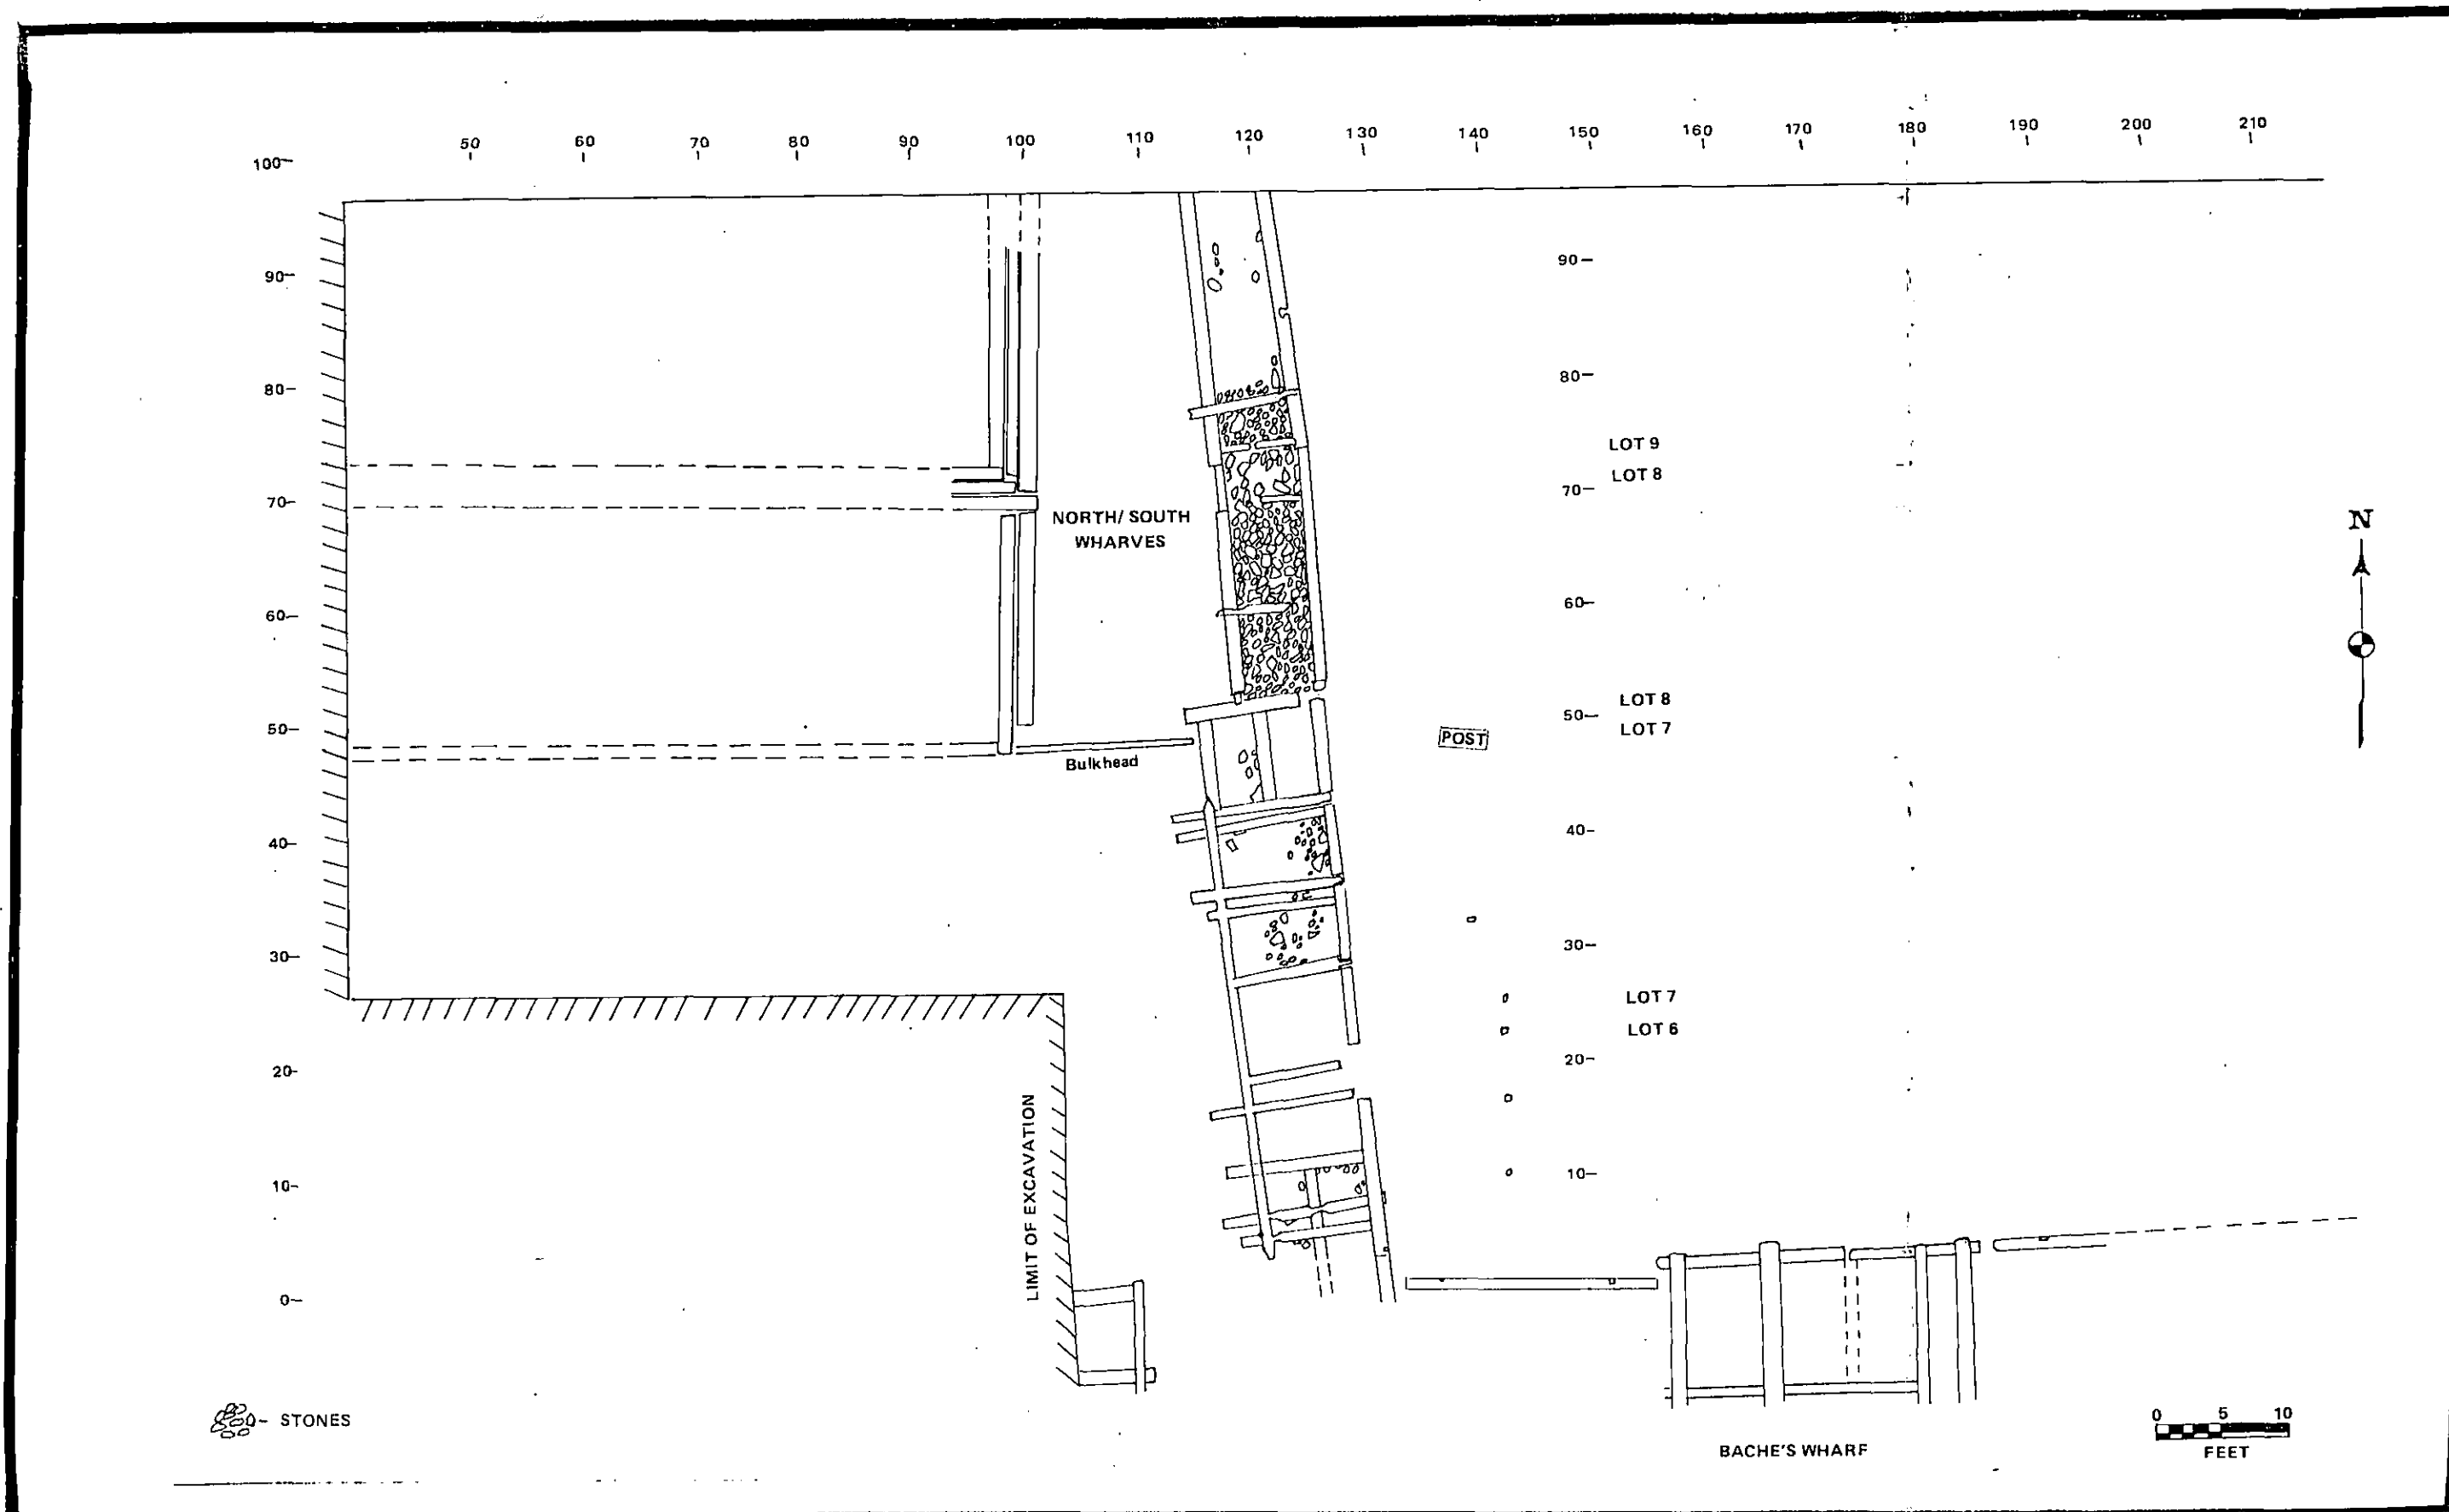 50 60 70 80 90 100 110 120 130 140 150 160 170 180 190 200 210
100
90 90
80 80
LOT 9
LOT 8
70 70
NORTH/ SOUTH
WHARVES
N
60 60
LOT 8
50 50
LOT 7
POST
Bulkhead
40 40
30 30
LOT 7
LOT 6
20 20
LIMIT OF EXCAVATION
10 10
0
STONES
0 5 10
FEET
BACHE'S WHARF